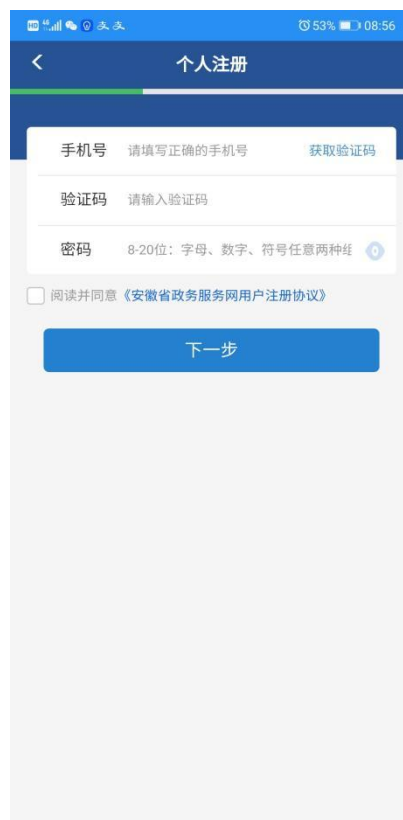 HD 46 53% 08:56
个人注册
手机号 请填写正确的手机号 获取验证码
验证码 请输入验证码
密码 8-20位：字母、数字、符号任意两种组
阅读并同意《安徽省政务服务网用户注册协议》
下一步